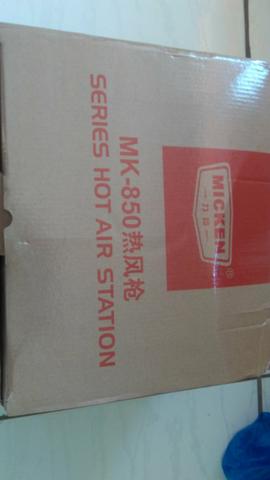 MICKEN®
MK-850热风枪
SERIES HOT AIR STATION